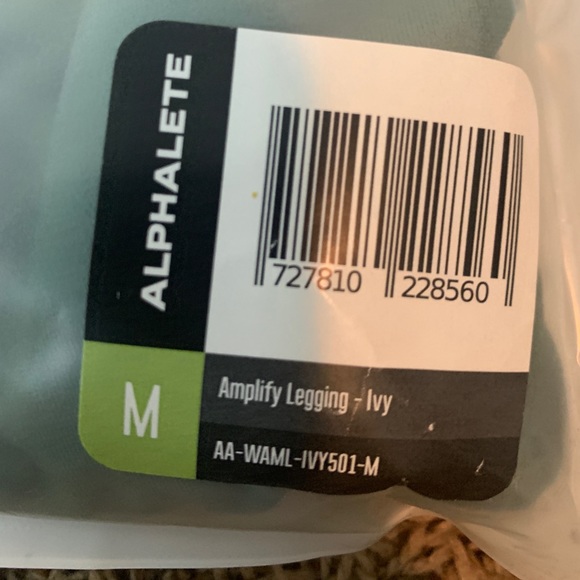 ALPHALETE
727810 228560
M
Amplify Legging - Ivy
AA-WAML-IVY501-M